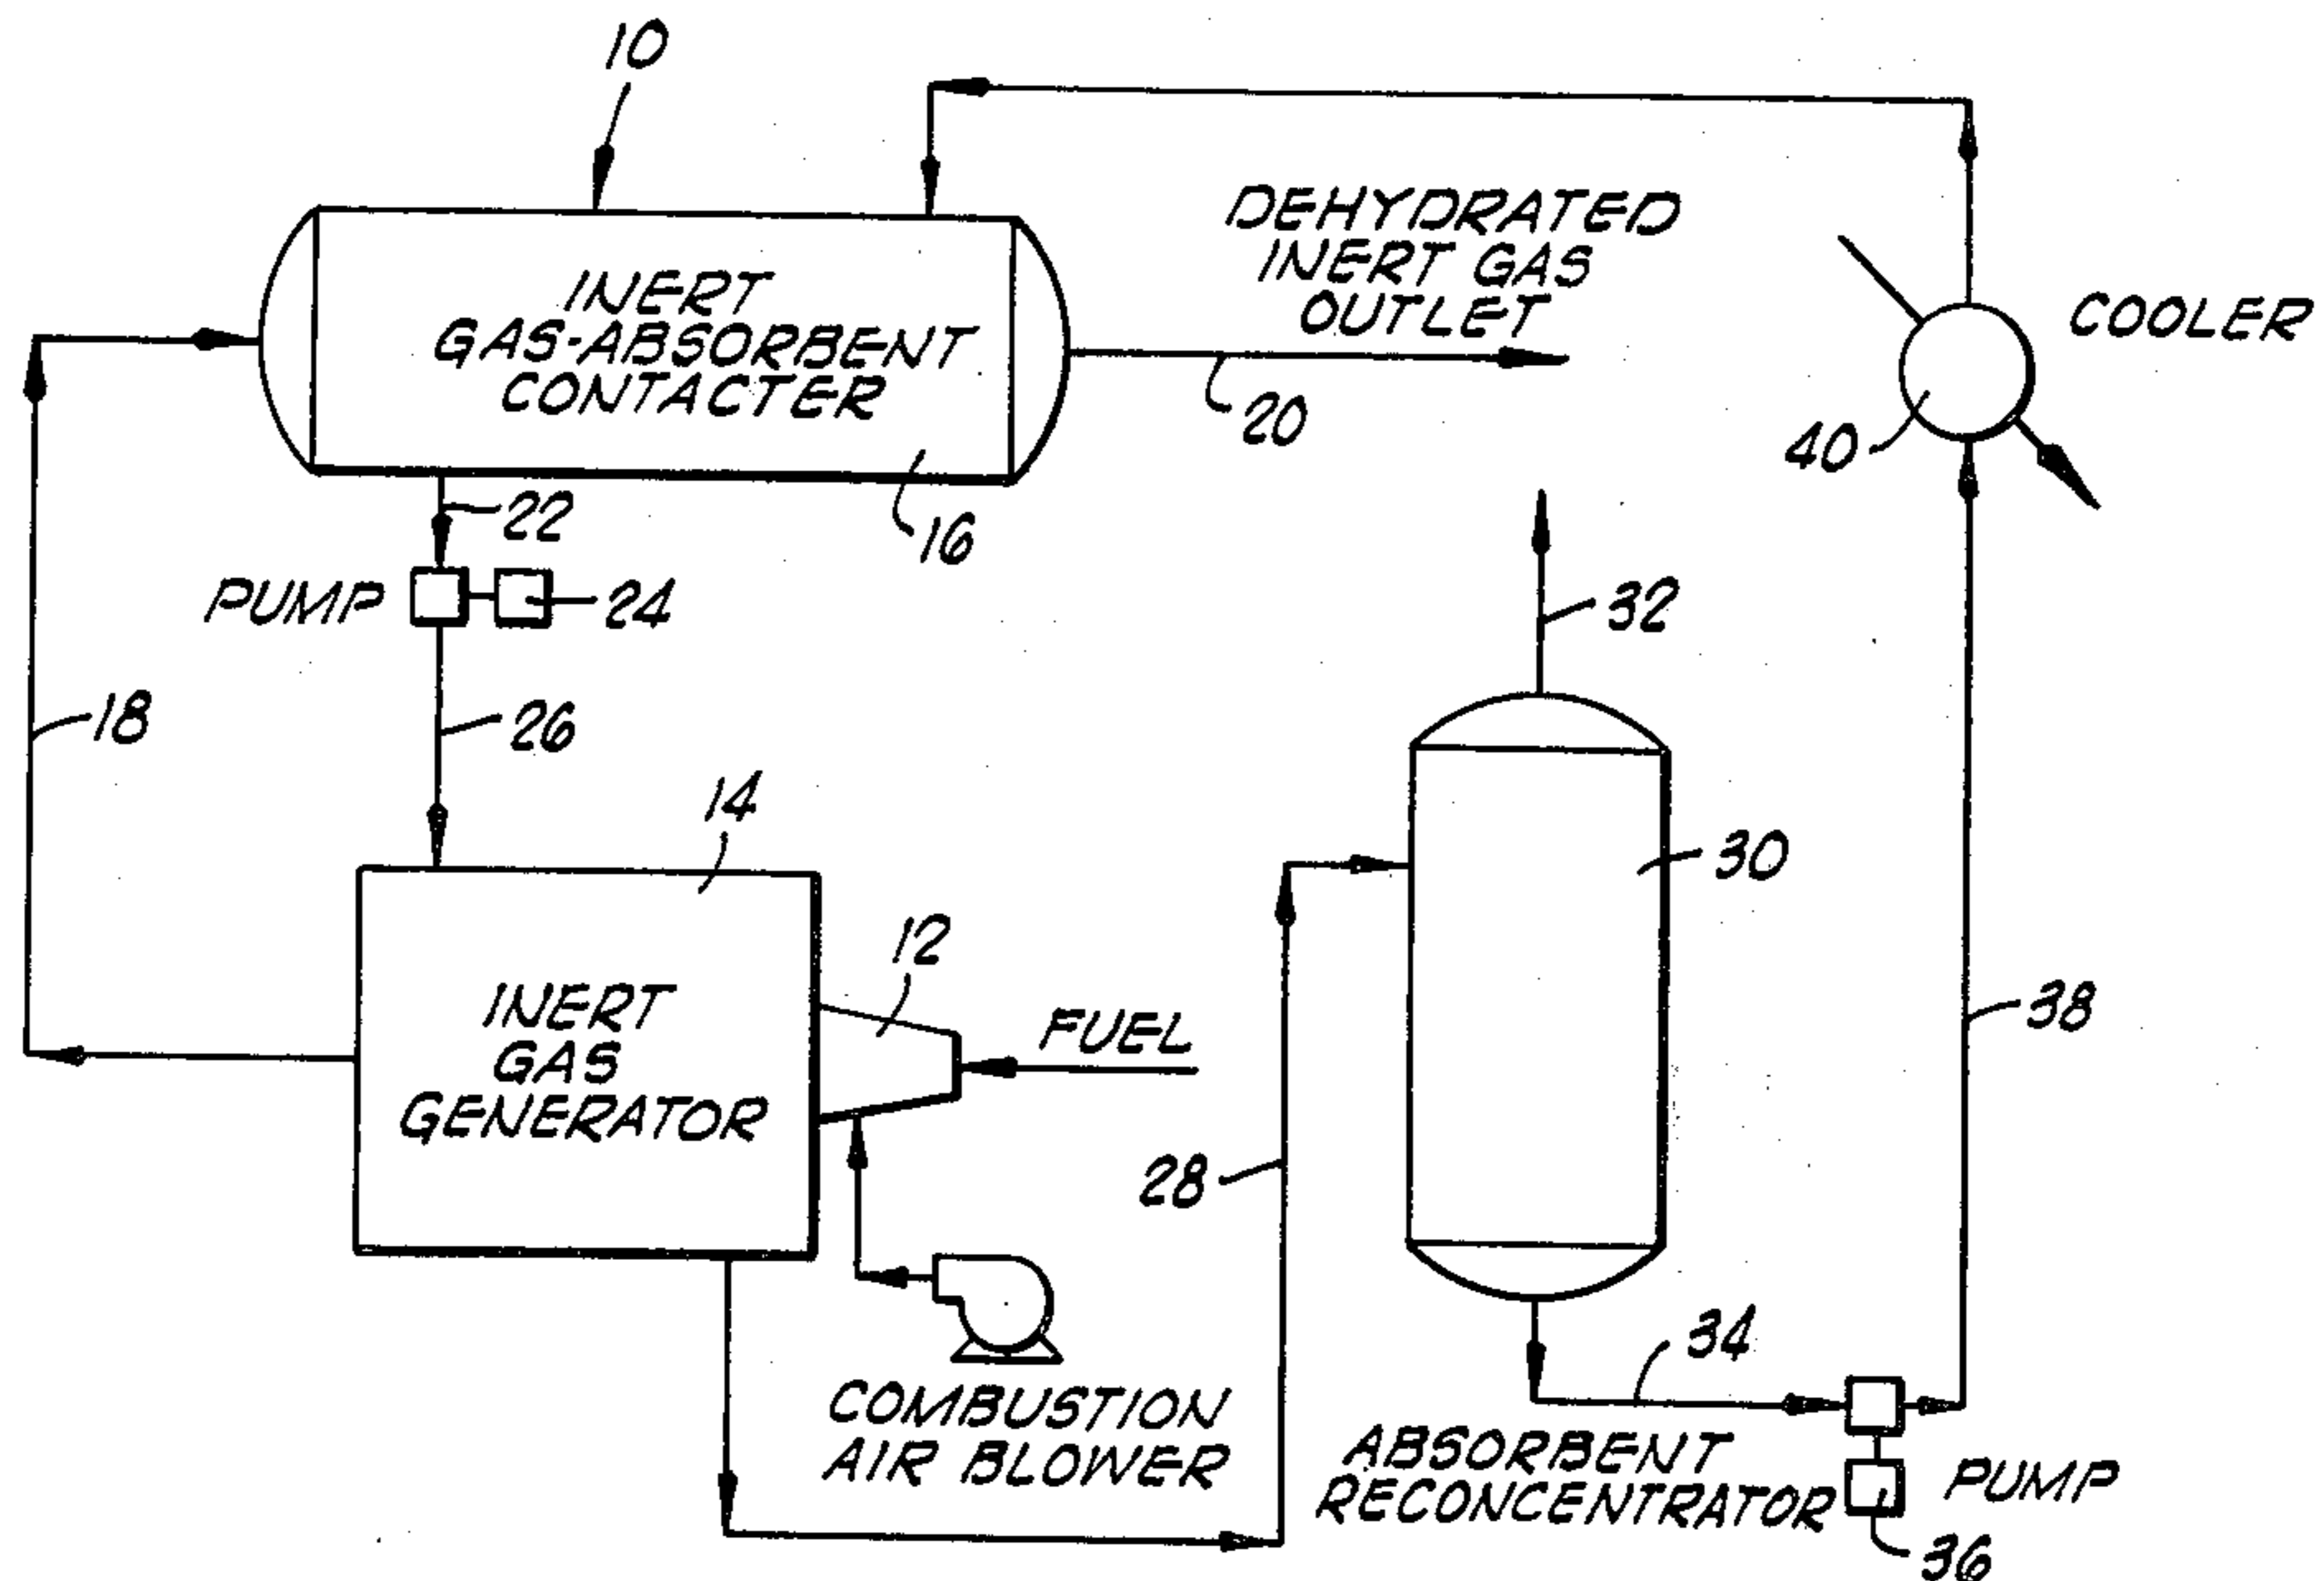 10
DEHYDRATED
INERT GAS
OUTLET
INERT
GAS-ABSORBENT
CONTACTER
COOLER
20
40
22
16
PUMP
24
32
18
26
14
30
12
INERT
GAS
GENERATOR
FUEL
38
28
34
COMBUSTION
AIR BLOWER
ABSORBENT
RECONCENTRATOR
PUMP
36